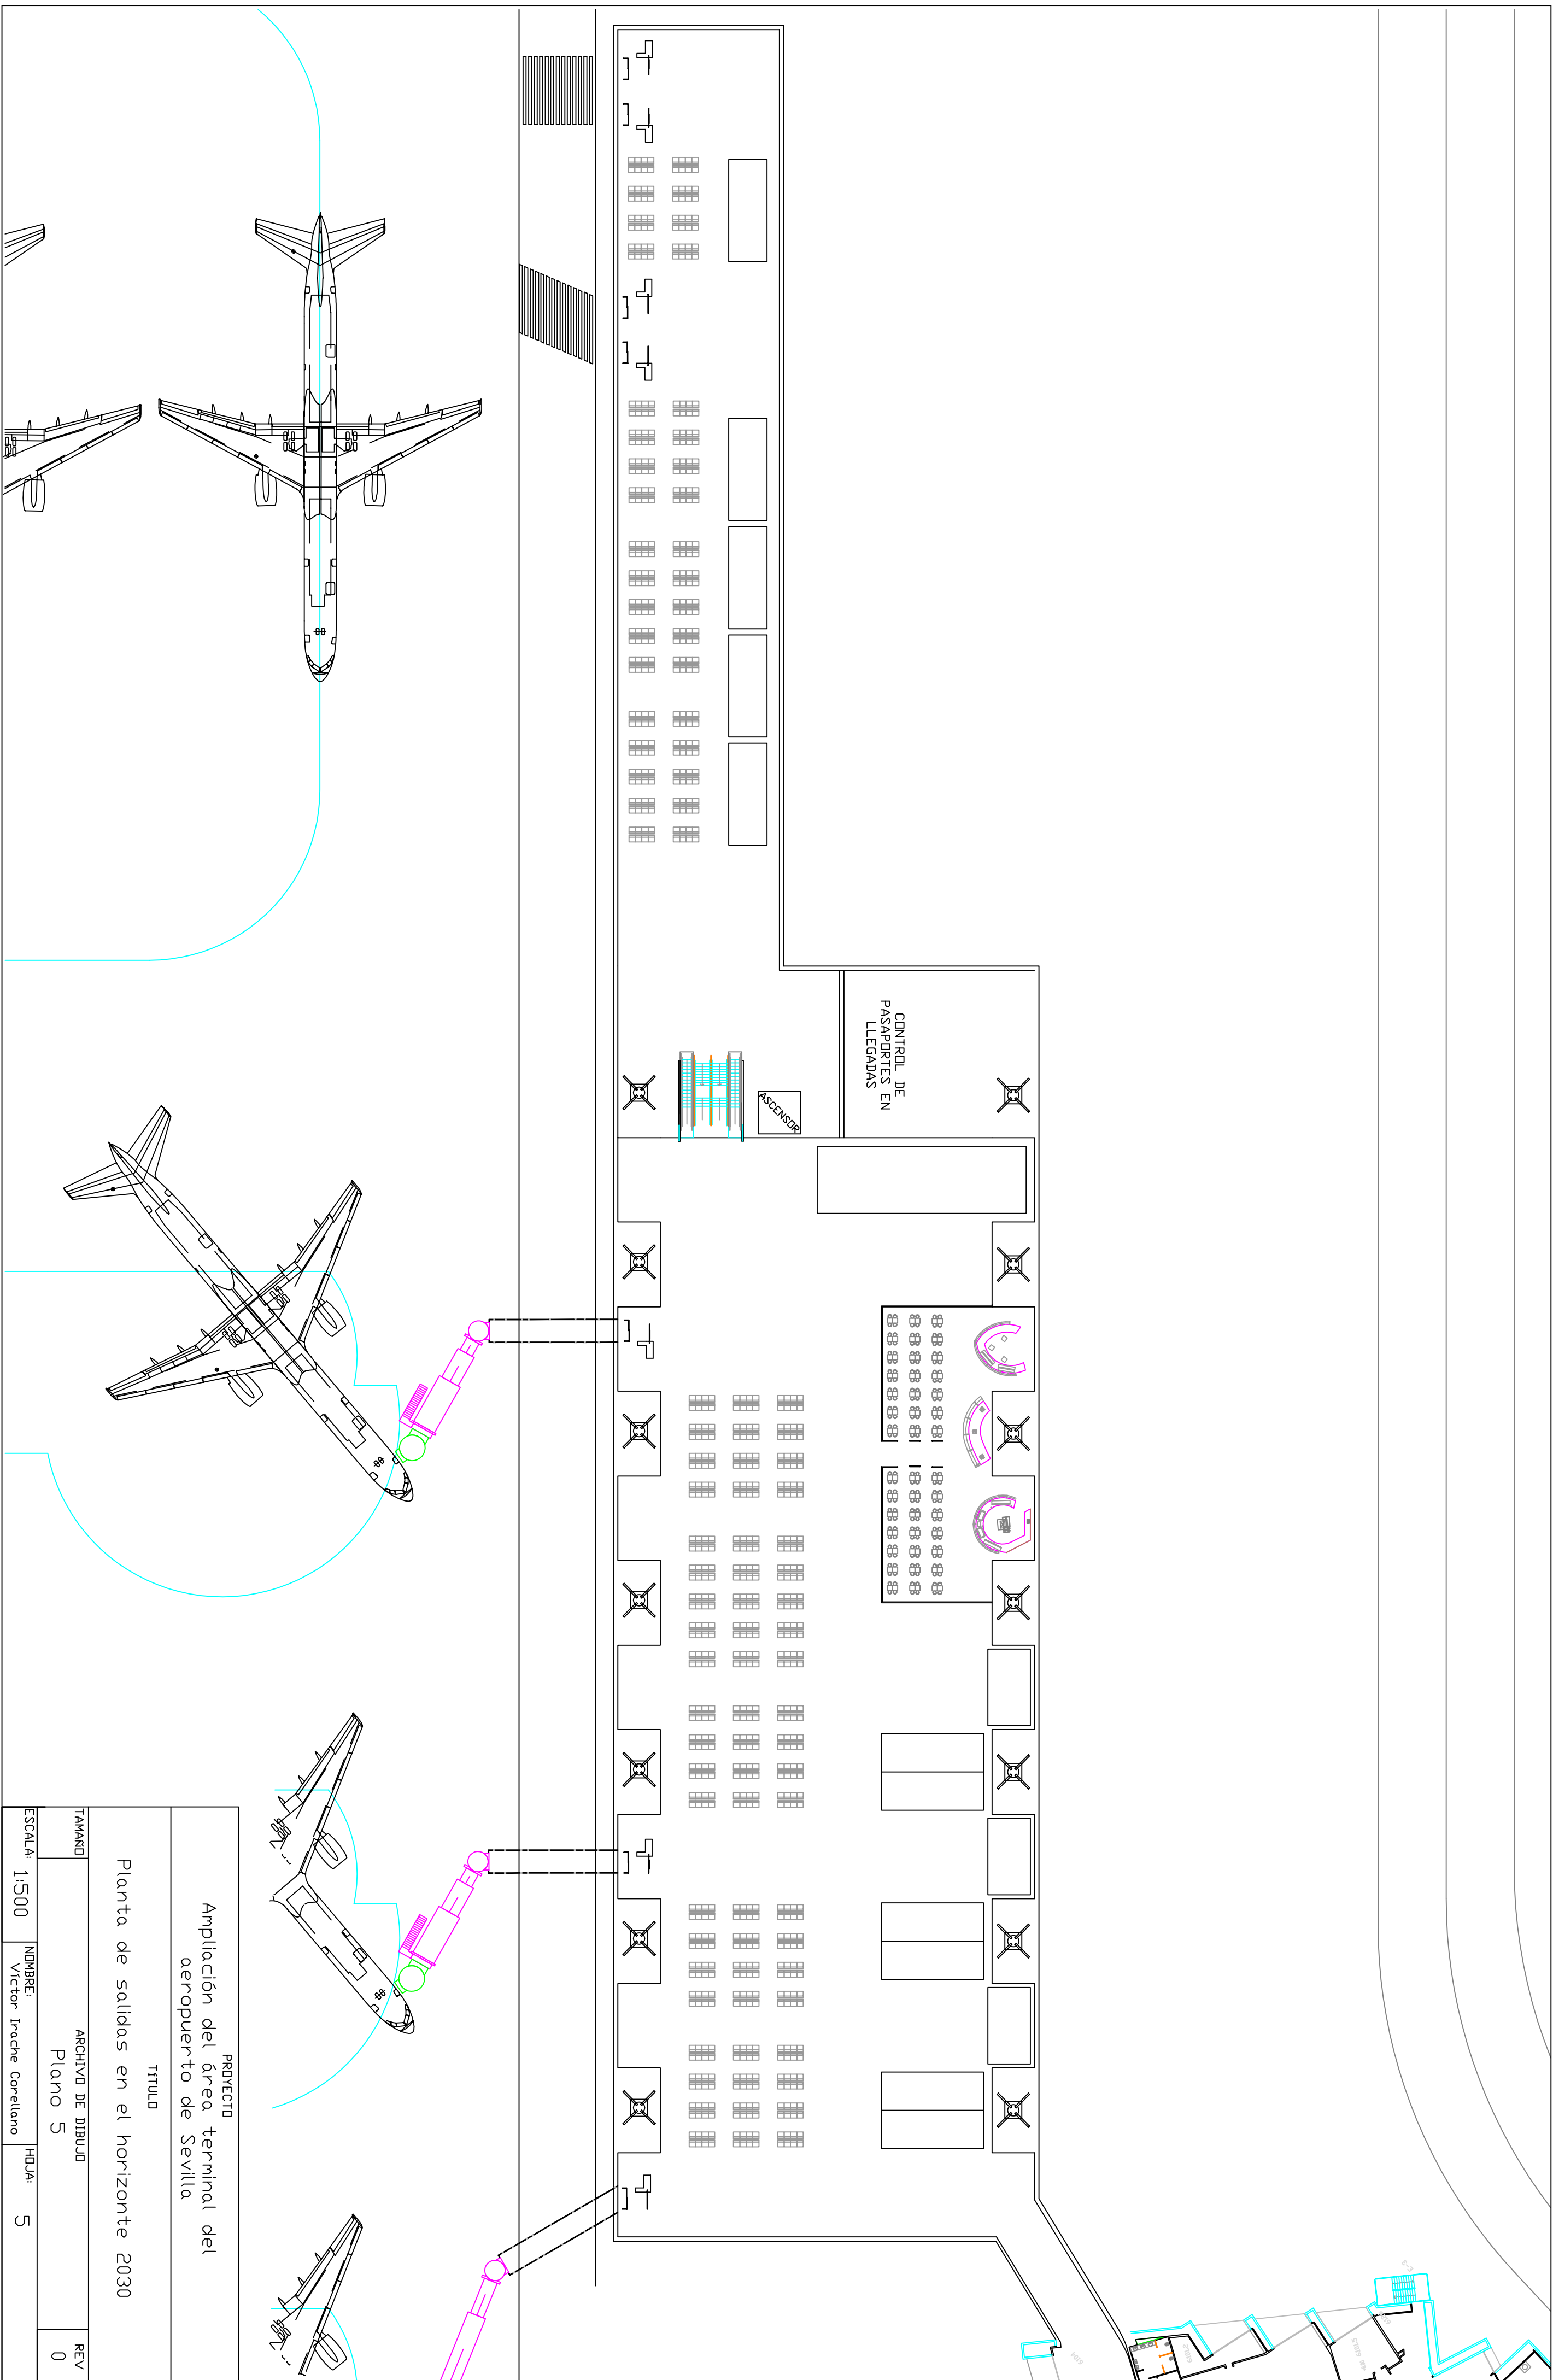 CONTROL DE
PASAPORTES EN
LLEGADAS
ASCENSOR
PROYECTO
Ampliación del área terminal del
aeropuerto de Sevilla
TITULO
Planta de salidas en el horizonte 2030
TAMAÑO
ARCHIVO DE DIBUJO
Plano 5
REV
0
ESCALA: 1:500
NOMBRE:
Víctor Irache Corellano
HOJA: 5